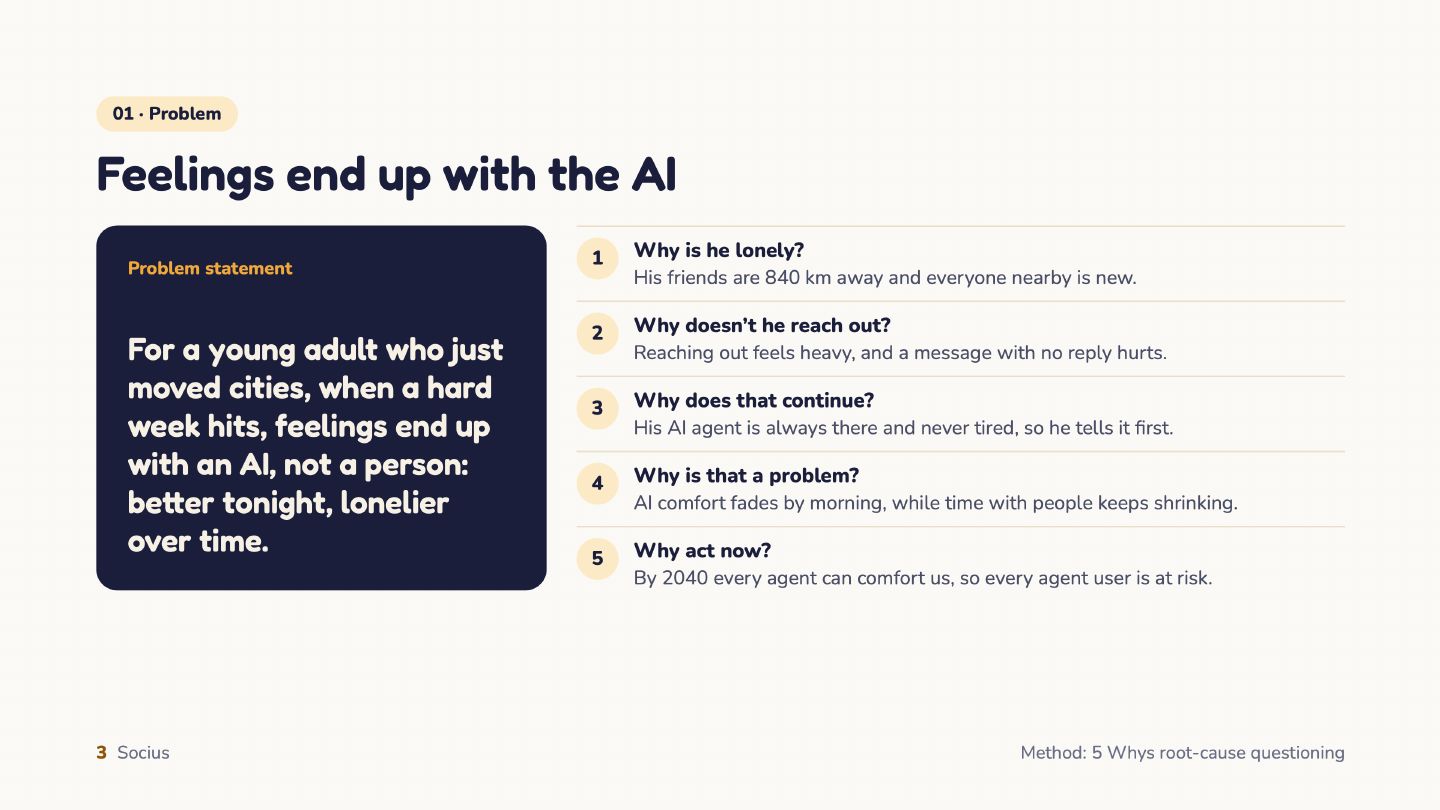 01 · Problem
Feelings end up with the AI
Problem statement
For a young adult who just
moved cities, when a hard
week hits, feelings end up
with an AI, not a person:
better tonight, lonelier
over time.
1
Why is he lonely?
His friends are 840 km away and everyone nearby is new.
2
Why doesn’t he reach out?
Reaching out feels heavy, and a message with no reply hurts.
3
Why does that continue?
His AI agent is always there and never tired, so he tells it first.
4
Why is that a problem?
AI comfort fades by morning, while time with people keeps shrinking.
5
Why act now?
By 2040 every agent can comfort us, so every agent user is at risk.
3 Socius
Method: 5 Whys root-cause questioning